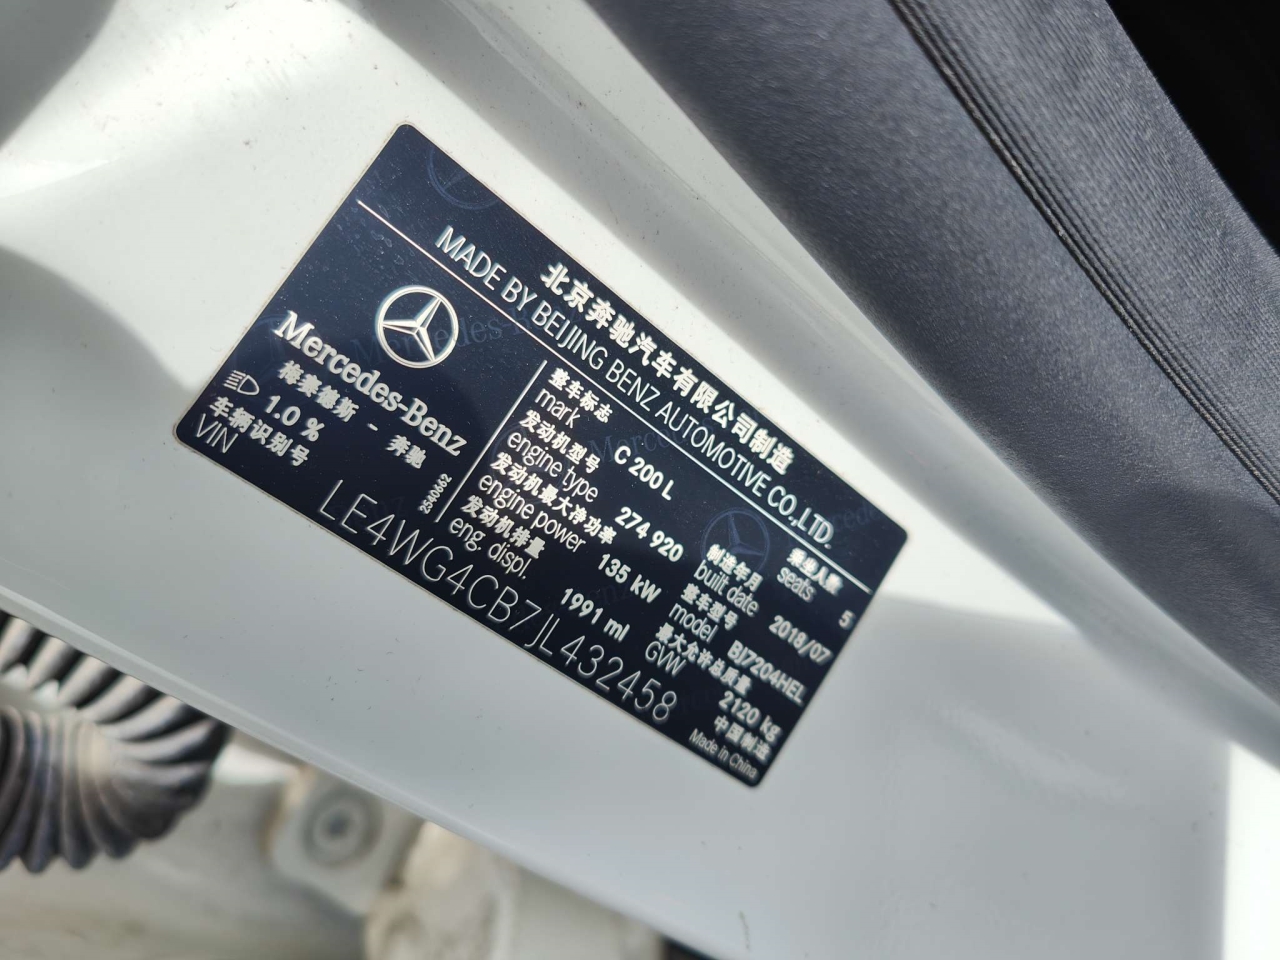 北京奔驰汽车有限公司制造
MADE BY BEIJING BENZ AUTOMOTIVE CO.,LTD.
Mercedes-Benz
梅赛德斯 - 奔驰
1.0 %
整车标志
mark
C 200 L
乘坐人数
seats
5
发动机型号
engine type
274 920
制造年月
built date
2018/07
发动机最大净功率
engine power
135 kW
整车型号
model
BJ7204HEL
发动机排量
eng. displ.
1991 ml
最大允许总质量
GVW
2120 kg
车辆识别号
VIN
LE4WG4CB7JL432458
中国制造
Made in China